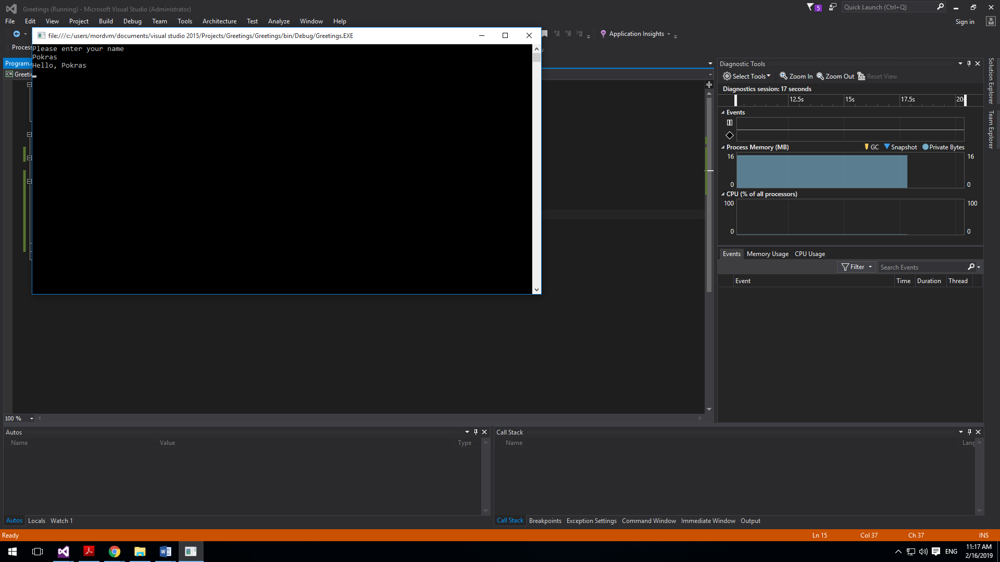 Greetings (Running) - Microsoft Visual Studio (Administrator)
5
Quick Launch (Ctrl+Q)
File Edit View Project Build Debug Team Tools Architecture Test Analyze Window Help
Sign in
file:///c:/users/mordvm/documents/visual studio 2015/Projects/Greetings/Greetings/bin/Debug/Greetings.EXE
Application Insights
Please enter your name
Pokras
Hello, Pokras
Diagnostic Tools
Select Tools Zoom In Zoom Out Reset View
Diagnostics session: 17 seconds
12.5s 15s 17.5s
Events
Process Memory (MB) GC Snapshot Private Bytes
16 16
0 0
CPU (% of all processors)
100 100
0 0
Events Memory Usage CPU Usage
Filter Search Events
Event Time Duration Thread
Solution Explorer
Team Explorer
C#
100 %
Autos
Name Value Type
Autos Locals Watch 1
Call Stack
Name
Call Stack Breakpoints Exception Settings Command Window Immediate Window Output
Ready Ln 15 Col 37 Ch 37 INS
ENG
11:17 AM
2/16/2019